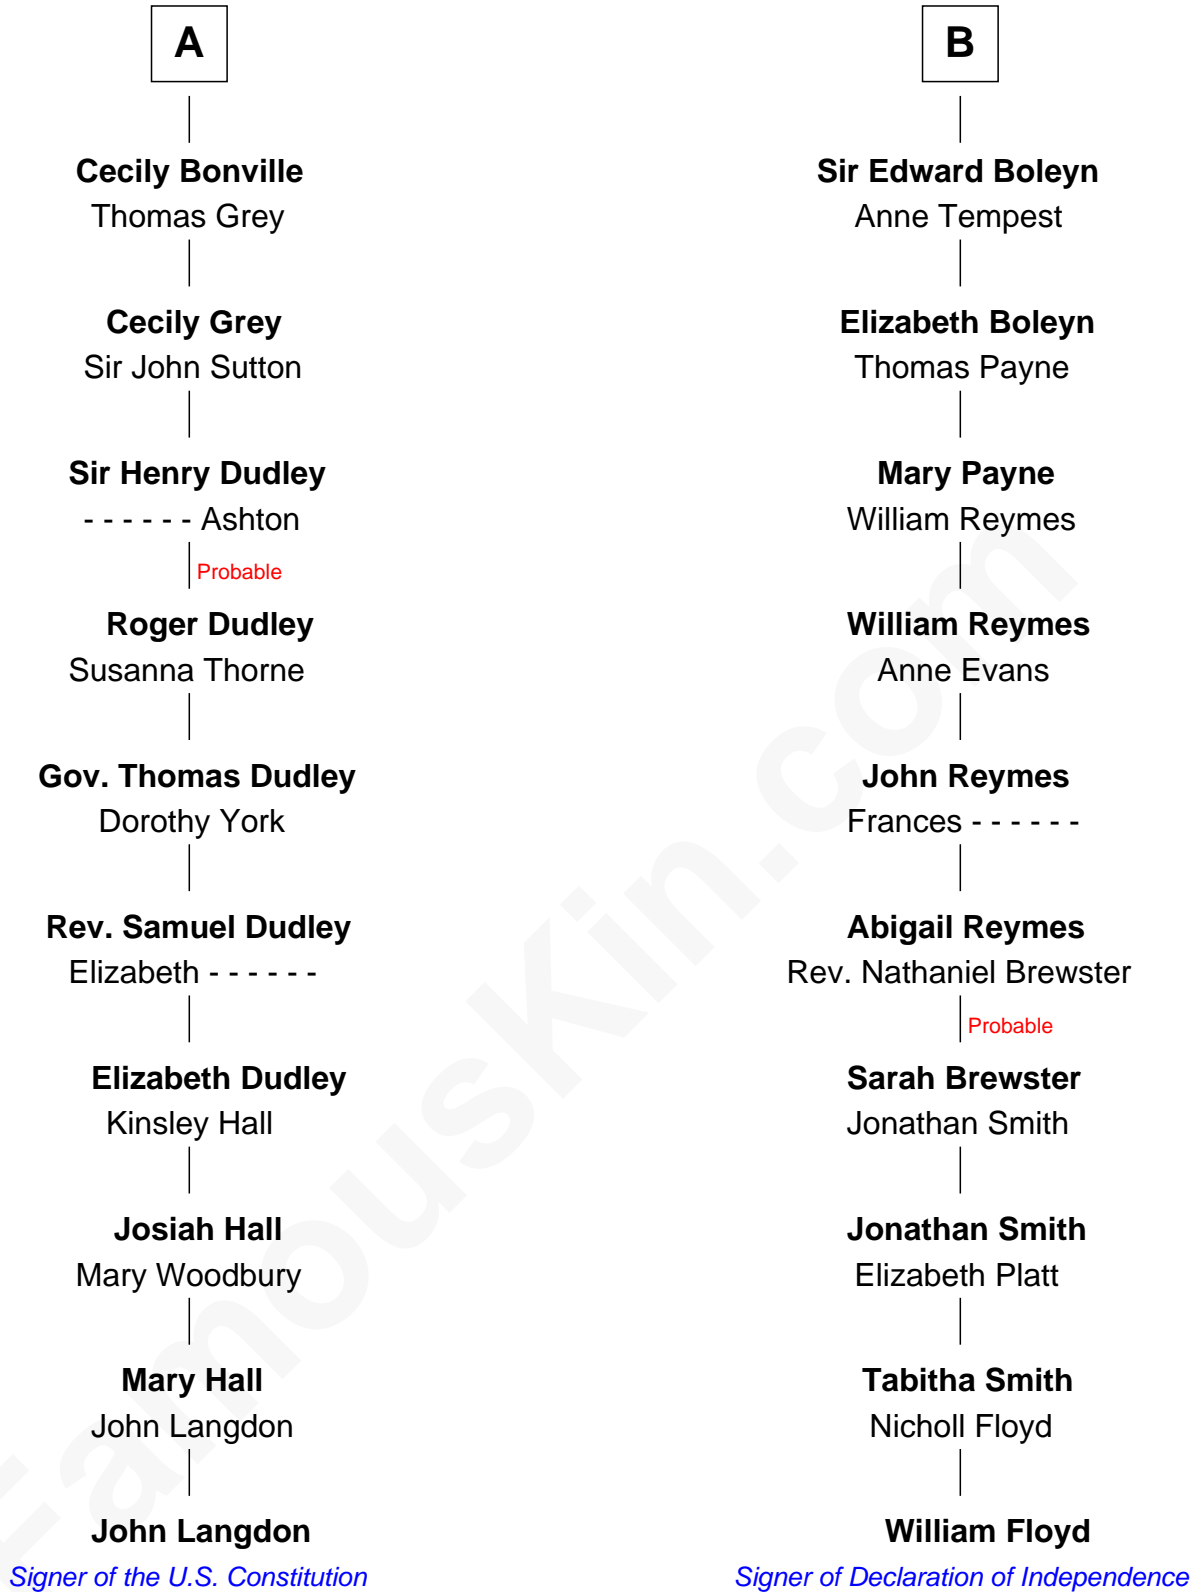 A
Cecily Bonville
Thomas Grey
Cecily Grey
Sir John Sutton
Sir Henry Dudley
- - - - - - Ashton
Probable
Roger Dudley
Susanna Thorne
Gov. Thomas Dudley
Dorothy York
Rev. Samuel Dudley
Elizabeth - - - - - -
Elizabeth Dudley
Kinsley Hall
Josiah Hall
Mary Woodbury
Mary Hall
John Langdon
John Langdon
Signer of the U.S. Constitution
B
Sir Edward Boleyn
Anne Tempest
Elizabeth Boleyn
Thomas Payne
Mary Payne
William Reymes
William Reymes
Anne Evans
John Reymes
Frances - - - - - -
Abigail Reymes
Rev. Nathaniel Brewster
Probable
Sarah Brewster
Jonathan Smith
Jonathan Smith
Elizabeth Platt
Tabitha Smith
Nicholl Floyd
William Floyd
Signer of Declaration of Independence
FamousKin.com